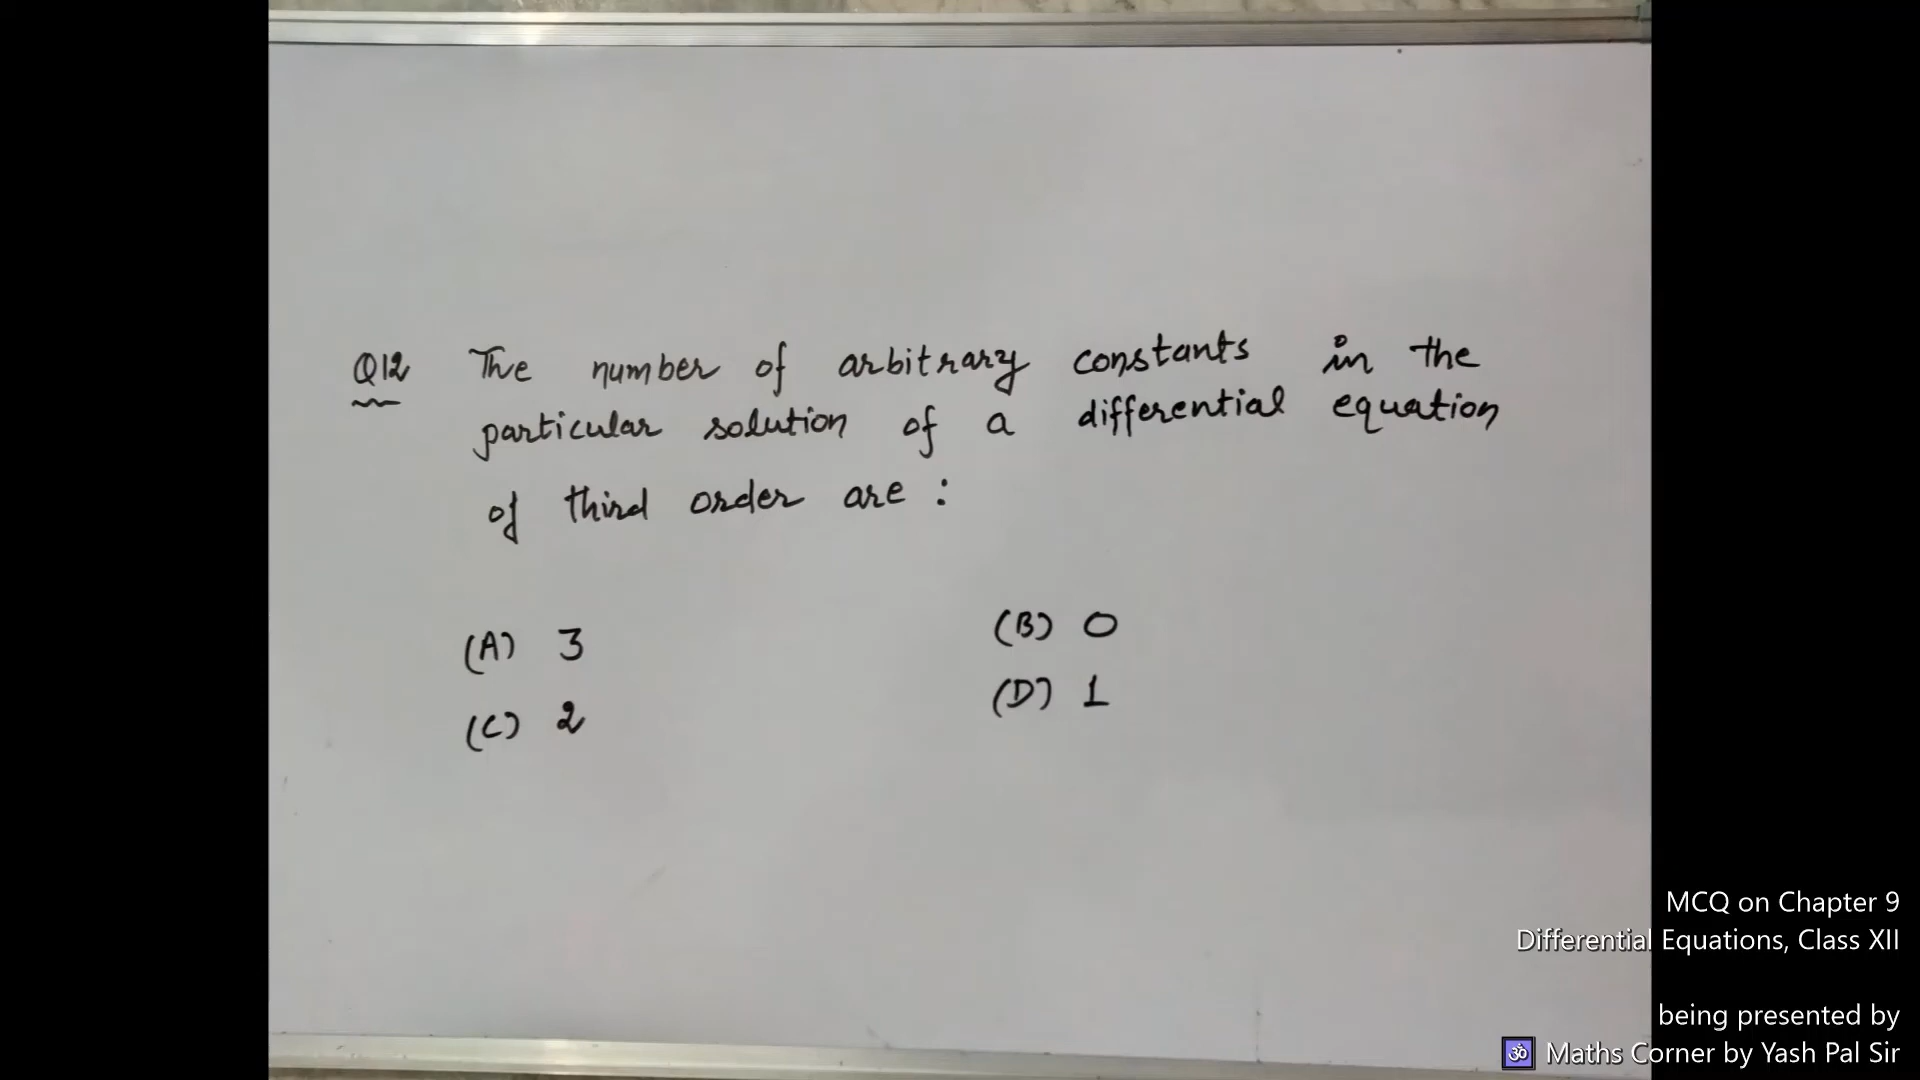 Q12 The number of arbitrary constants in the
particular solution of a differential equation
of third order are :
(A) 3 (B) 0
(C) 2 (D) 1
MCQ on Chapter 9
Differential Equations, Class XII
being presented by
ॐ Maths Corner by Yash Pal Sir